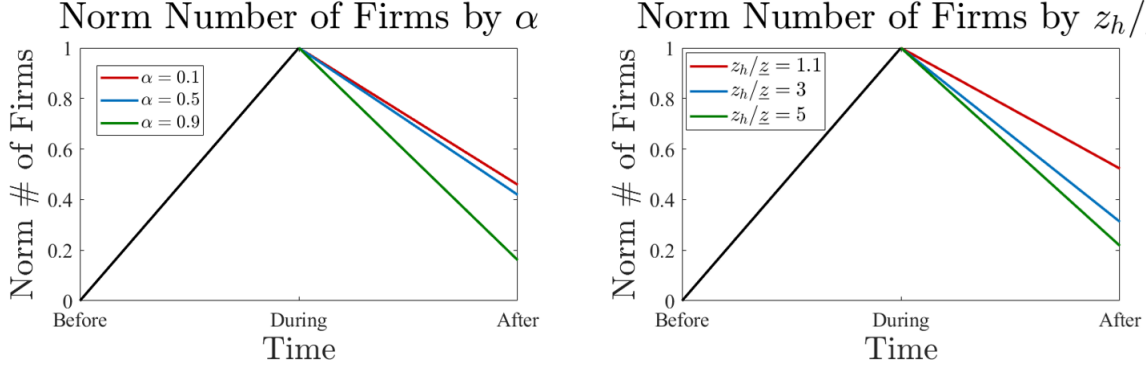 Norm Number of Firms by α
1
0.8
0.6
0.4
0.2
0
α = 0.1
α = 0.5
α = 0.9
Norm # of Firms
Before
During
After
Time
Norm Number of Firms by z_h/
1
0.8
0.6
0.4
0.2
0
z_h/z̲ = 1.1
z_h/z̲ = 3
z_h/z̲ = 5
Norm # of Firms
Before
During
After
Time